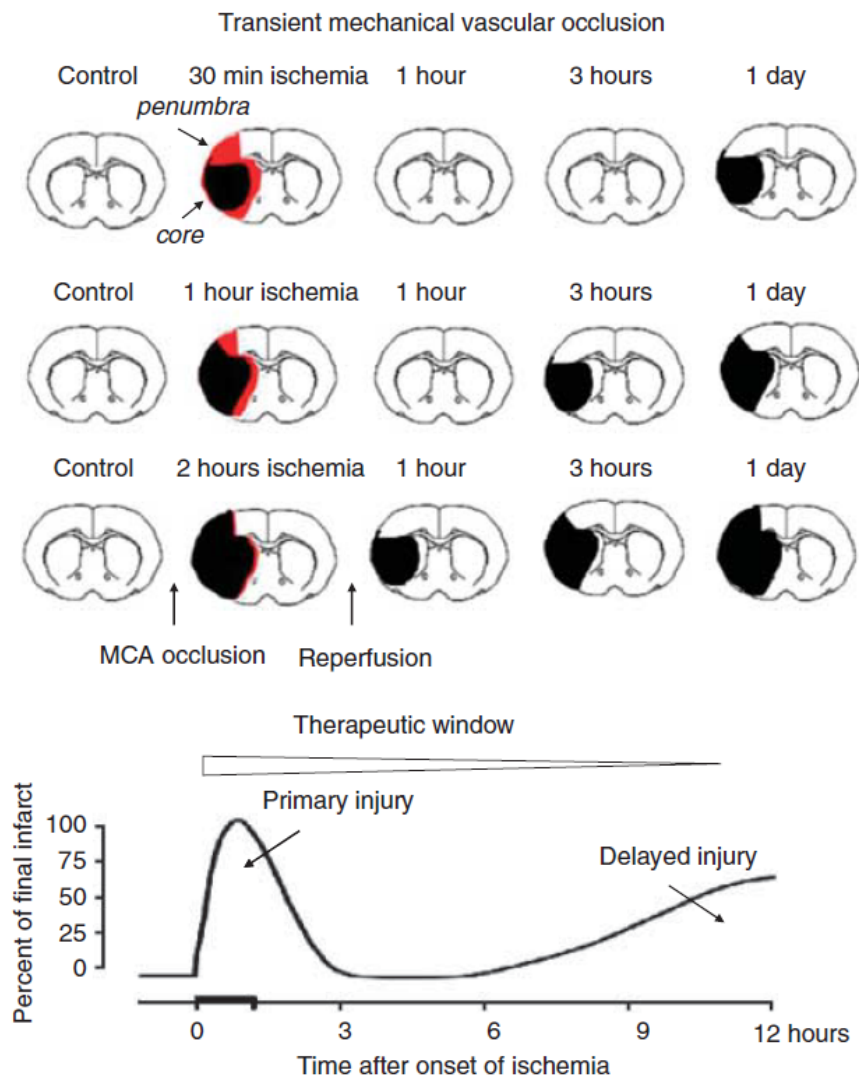 Transient mechanical vascular occlusion
Control 30 min ischemia 1 hour 3 hours 1 day
penumbra
core
Control 1 hour ischemia 1 hour 3 hours 1 day
Control 2 hours ischemia 1 hour 3 hours 1 day
MCA occlusion Reperfusion
Therapeutic window
Primary injury
Delayed injury
Percent of final infarct
100
75
50
25
0
0 3 6 9 12 hours
Time after onset of ischemia